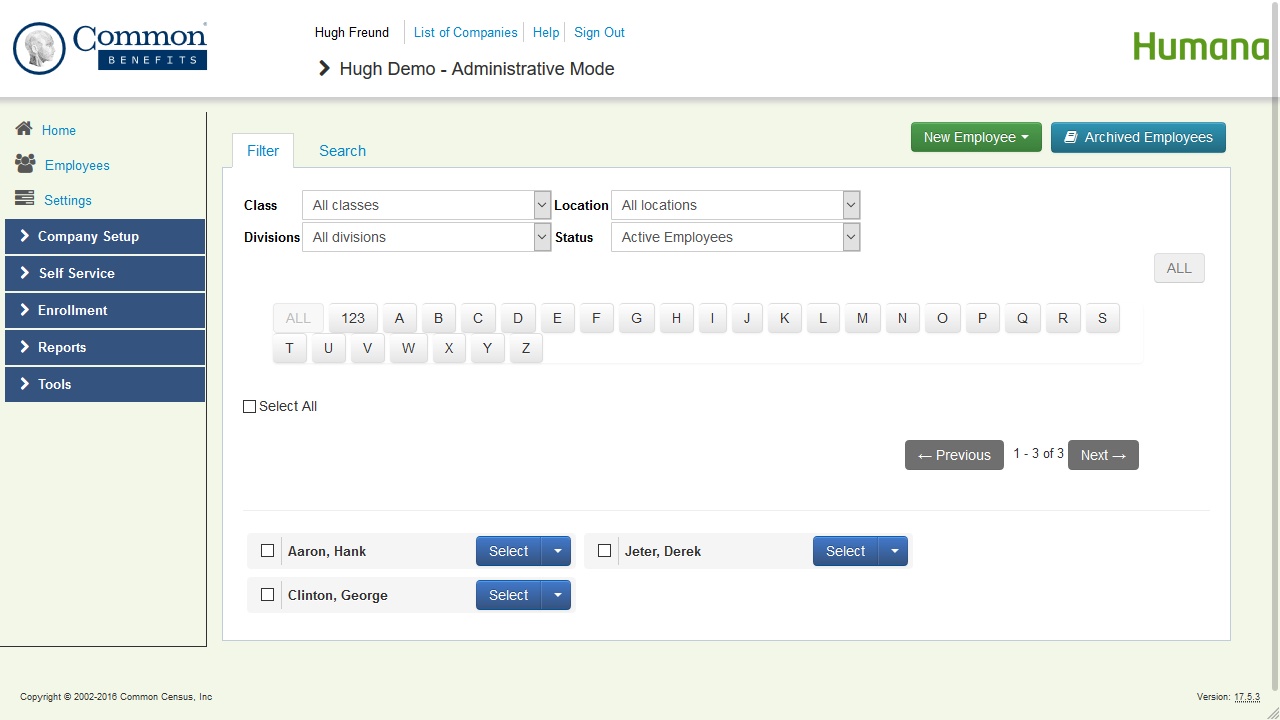 Common
BENEFITS
Hugh Freund List of Companies Help Sign Out
Hugh Demo - Administrative Mode
Humana
Home
Employees
Settings
Company Setup
Self Service
Enrollment
Reports
Tools
Filter Search New Employee Archived Employees
Class All classes Location All locations
Divisions All divisions Status Active Employees
ALL
ALL 123 A B C D E F G H I J K L M N O P Q R S
T U V W X Y Z
Select All
← Previous 1 - 3 of 3 Next →
Aaron, Hank Select Jeter, Derek Select
Clinton, George Select
Copyright © 2002-2016 Common Census, Inc Version: 17.5.3